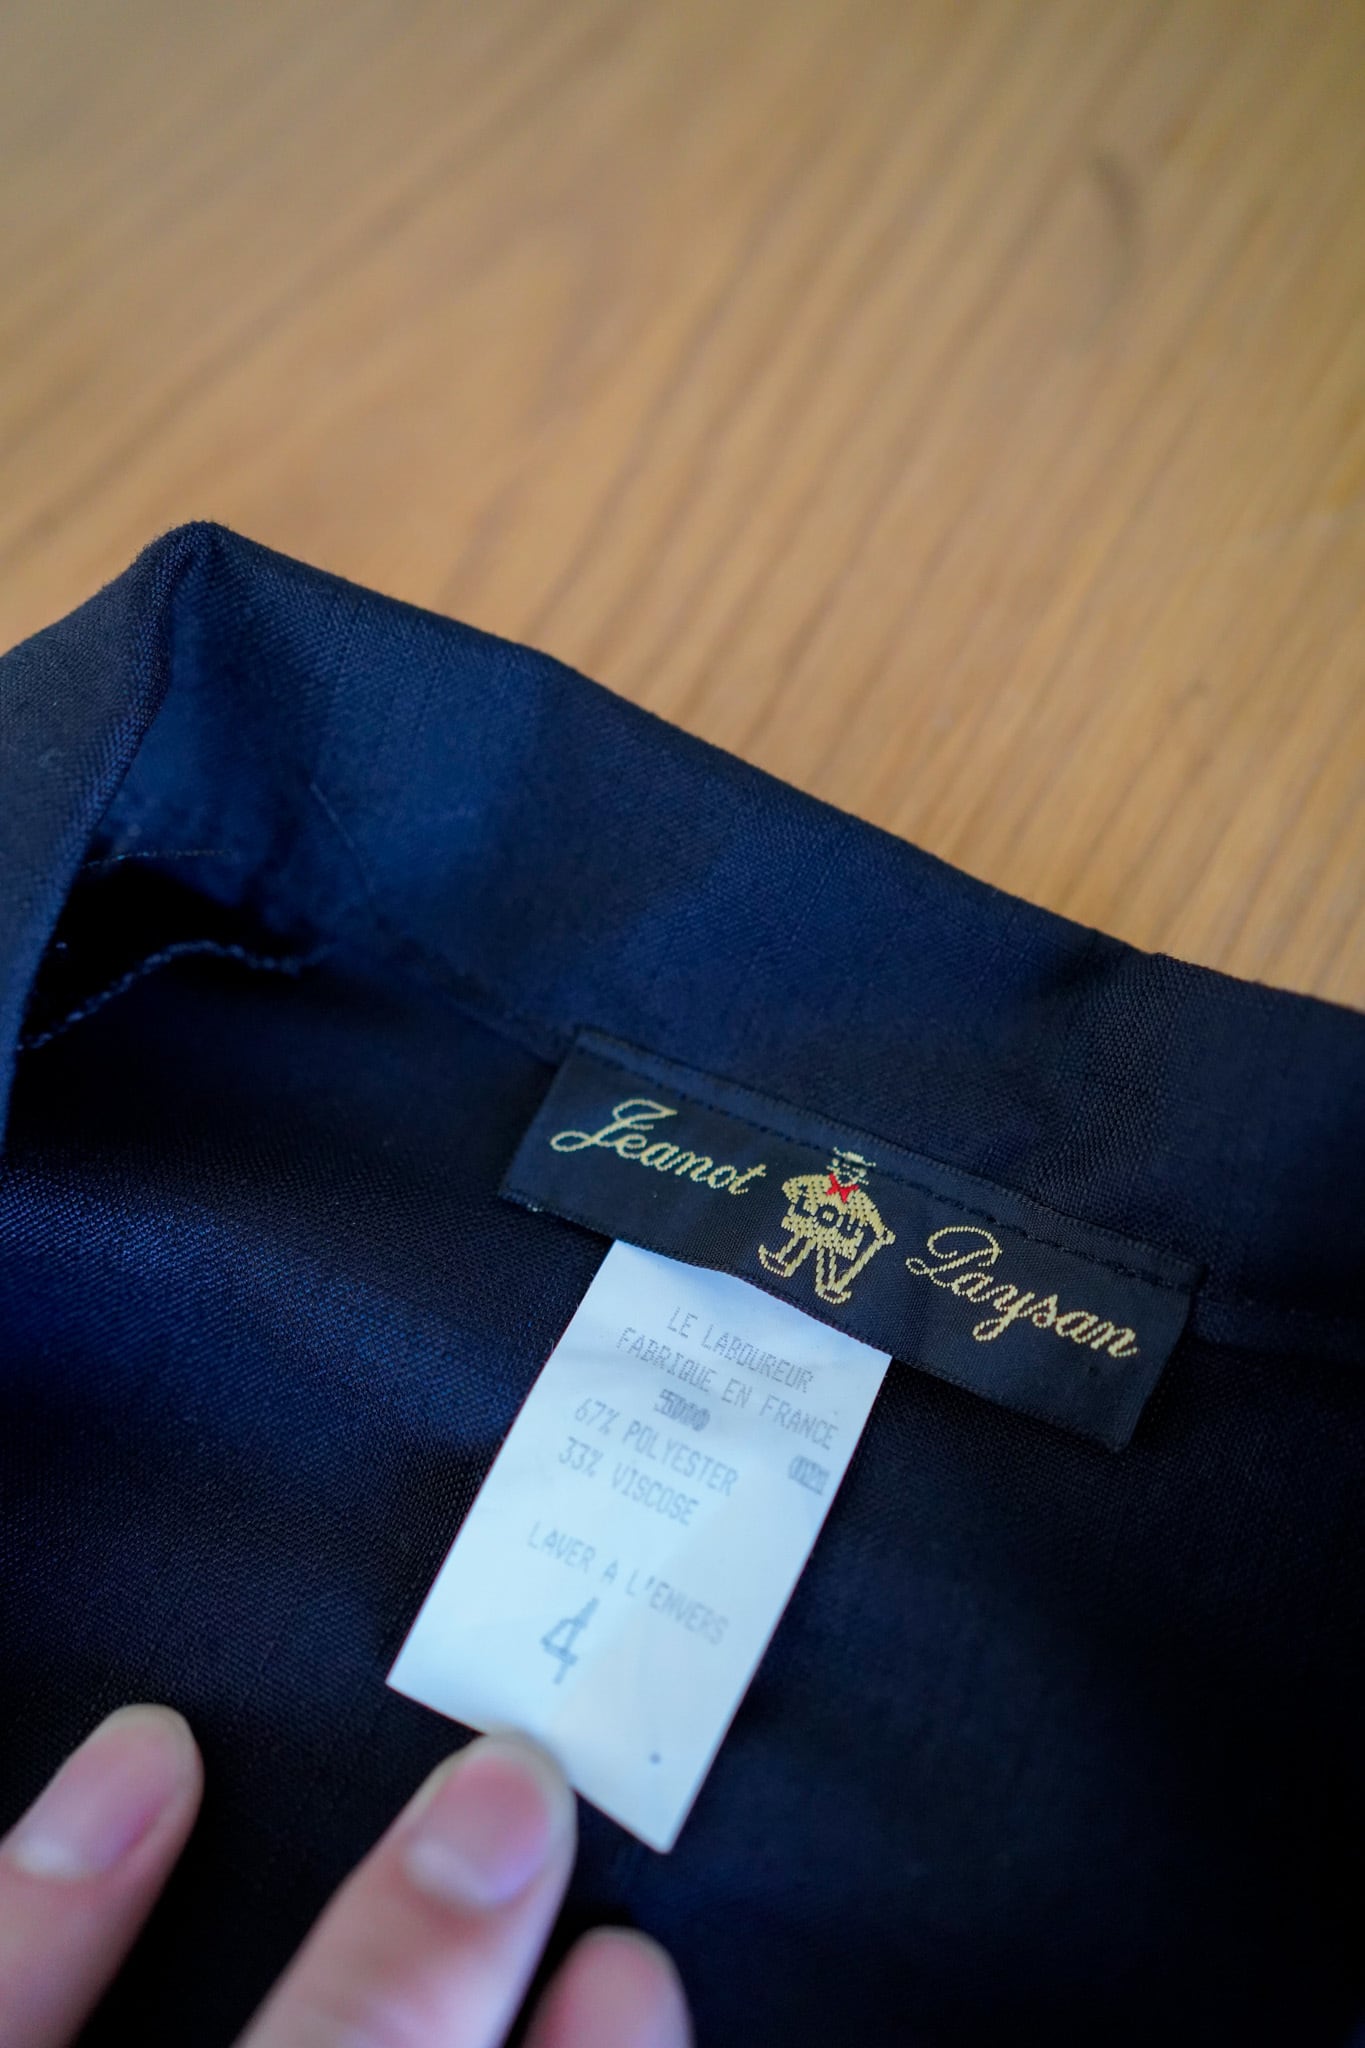 Jeanot LOU Paysan
LE LABOUREUR
FABRIQUE EN FRANCE
67% POLYESTER
33% VISCOSE
LAVER A L'ENVERS
4